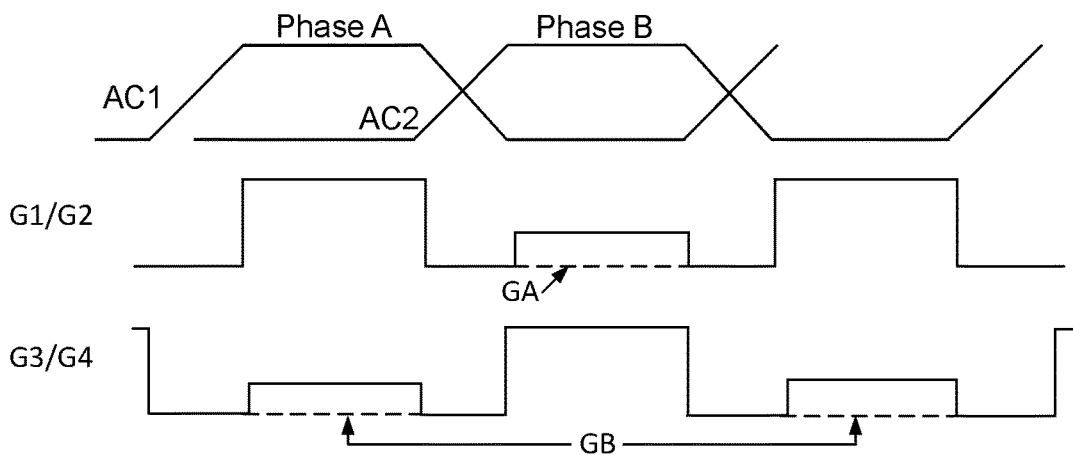 Phase A
Phase B
AC1
AC2
G1/G2
GA
G3/G4
GB